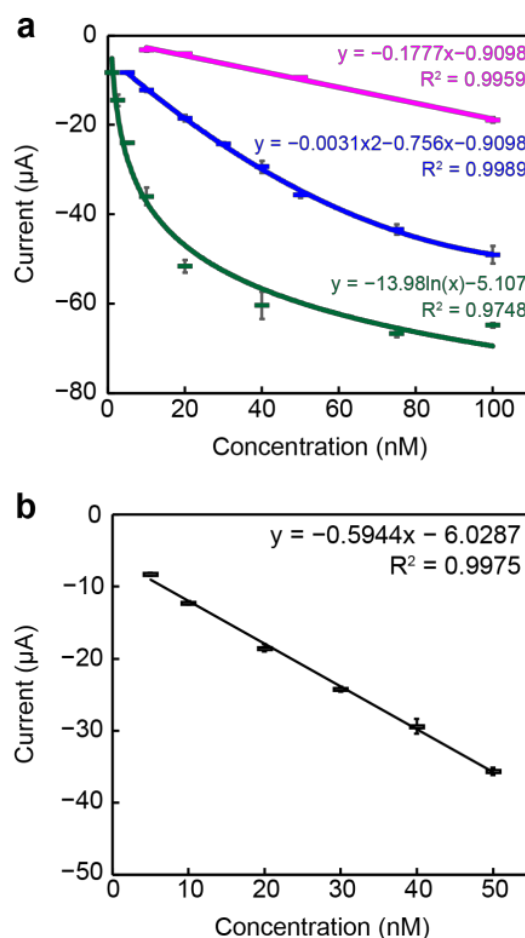 a
y = −0.1777x−0.9098
R² = 0.9959
y = −0.0031x2−0.756x−0.9098
R² = 0.9989
y = −13.98ln(x)−5.107
R² = 0.9748
0
−20
−40
−60
−80
Current (µA)
0
20
40
60
80
100
Concentration (nM)
b
y = −0.5944x − 6.0287
R² = 0.9975
0
−10
−20
−30
−40
−50
Current (µA)
0
10
20
30
40
50
Concentration (nM)